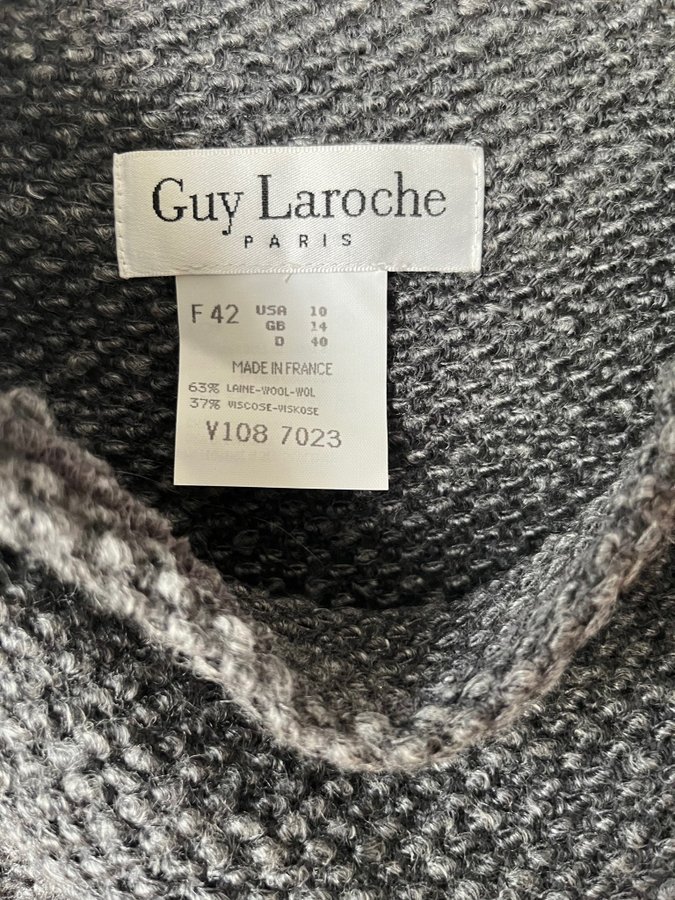 Guy Laroche
PARIS
F 42 USA 10
GB 14
D 40
MADE IN FRANCE
63% LAINE-WOOL-WOL
37% VISCOSE-VISKOSE
V108 7023